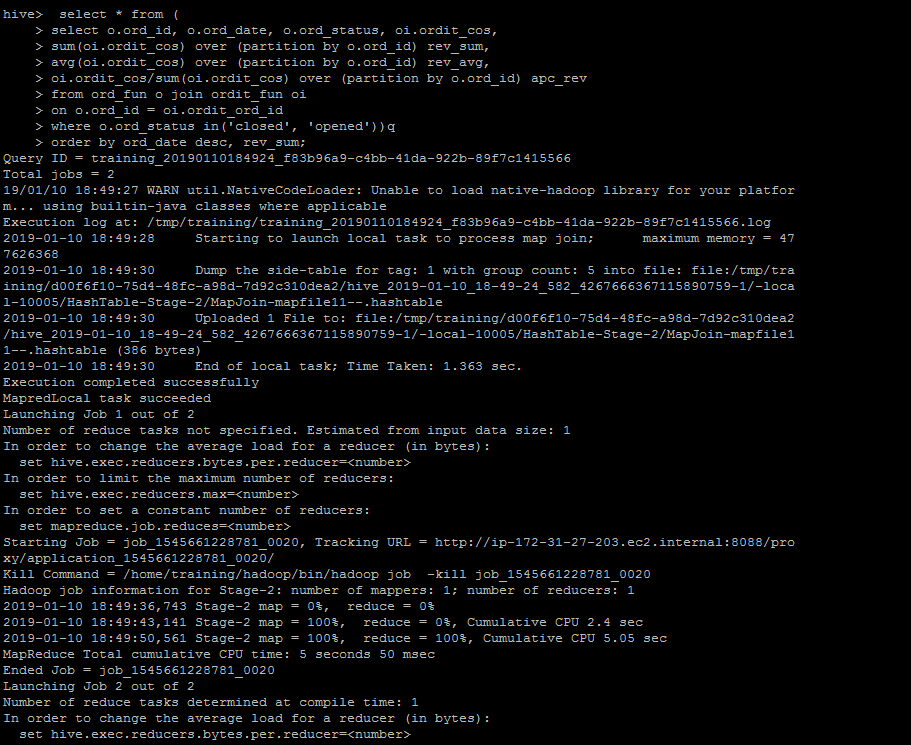 hive>  select * from (
    > select o.ord_id, o.ord_date, o.ord_status, oi.ordit_cos,
    > sum(oi.ordit_cos) over (partition by o.ord_id) rev_sum,
    > avg(oi.ordit_cos) over (partition by o.ord_id) rev_avg,
    > oi.ordit_cos/sum(oi.ordit_cos) over (partition by o.ord_id) apc_rev
    > from ord_fun o join ordit_fun oi
    > on o.ord_id = oi.ordit_ord_id
    > where o.ord_status in('closed', 'opened'))q
    > order by ord_date desc, rev_sum;
Query ID = training_20190110184924_f83b96a9-c4bb-41da-922b-89f7c1415566
Total jobs = 2
19/01/10 18:49:27 WARN util.NativeCodeLoader: Unable to load native-hadoop library for your platfor
m... using builtin-java classes where applicable
Execution log at: /tmp/training/training_20190110184924_f83b96a9-c4bb-41da-922b-89f7c1415566.log
2019-01-10 18:49:28     Starting to launch local task to process map join;      maximum memory = 47
7626368
2019-01-10 18:49:30     Dump the side-table for tag: 1 with group count: 5 into file: file:/tmp/tra
ining/d00f6f10-75d4-48fc-a98d-7d92c310dea2/hive_2019-01-10_18-49-24_582_4267666367115890759-1/-loca
l-10005/HashTable-Stage-2/MapJoin-mapfile11--.hashtable
2019-01-10 18:49:30     Uploaded 1 File to: file:/tmp/training/d00f6f10-75d4-48fc-a98d-7d92c310dea2
/hive_2019-01-10_18-49-24_582_4267666367115890759-1/-local-10005/HashTable-Stage-2/MapJoin-mapfile1
1--.hashtable (386 bytes)
2019-01-10 18:49:30     End of local task; Time Taken: 1.363 sec.
Execution completed successfully
MapredLocal task succeeded
Launching Job 1 out of 2
Number of reduce tasks not specified. Estimated from input data size: 1
In order to change the average load for a reducer (in bytes):
  set hive.exec.reducers.bytes.per.reducer=<number>
In order to limit the maximum number of reducers:
  set hive.exec.reducers.max=<number>
In order to set a constant number of reducers:
  set mapreduce.job.reduces=<number>
Starting Job = job_1545661228781_0020, Tracking URL = http://ip-172-31-27-203.ec2.internal:8088/pro
xy/application_1545661228781_0020/
Kill Command = /home/training/hadoop/bin/hadoop job  -kill job_1545661228781_0020
Hadoop job information for Stage-2: number of mappers: 1; number of reducers: 1
2019-01-10 18:49:36,743 Stage-2 map = 0%,  reduce = 0%
2019-01-10 18:49:43,141 Stage-2 map = 100%,  reduce = 0%, Cumulative CPU 2.4 sec
2019-01-10 18:49:50,561 Stage-2 map = 100%,  reduce = 100%, Cumulative CPU 5.05 sec
MapReduce Total cumulative CPU time: 5 seconds 50 msec
Ended Job = job_1545661228781_0020
Launching Job 2 out of 2
Number of reduce tasks determined at compile time: 1
In order to change the average load for a reducer (in bytes):
  set hive.exec.reducers.bytes.per.reducer=<number>